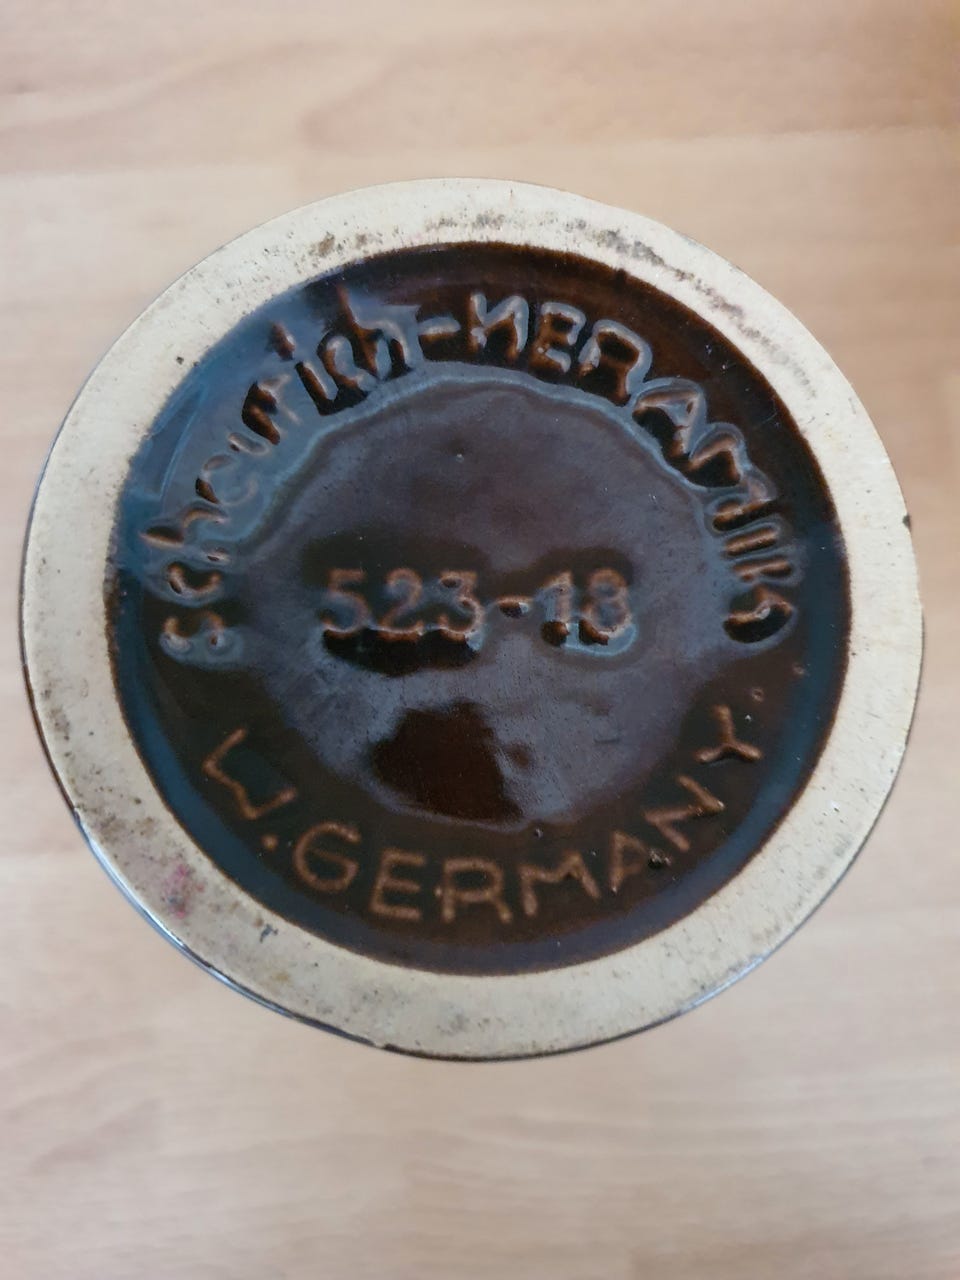 Scheurich-KERAMIK
523-18
W.GERMANY.